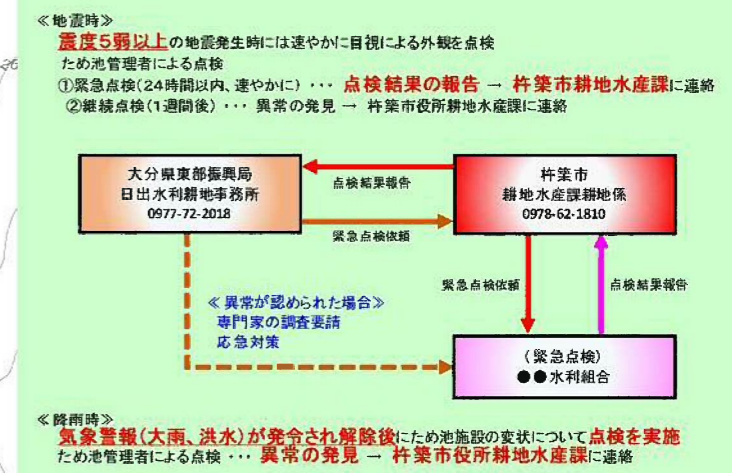 ≪地震時≫
震度5弱以上の地震発生時には速やかに目視による外観を点検
ため池管理者による点検
①緊急点検(24時間以内、速やかに)・・・ 点検結果の報告 → 杵築市耕地水産課に連絡
②継続点検(1週間後)・・・ 異常の発見 → 杵築市役所耕地水産課に連絡
大分県東部振興局
日出水利耕地事務所
0977-72-2018
点検結果報告
緊急点検依頼
杵築市
耕地水産課耕地係
0978-62-1810
緊急点検依頼
点検結果報告
≪異常が認められた場合≫
専門家の調査要請
応急対策
(緊急点検)
●●水利組合
≪降雨時≫
気象警報(大雨、洪水)が発令され解除後にため池施設の変状について点検を実施
ため池管理者による点検・・・ 異常の発見 → 杵築市役所耕地水産課に連絡